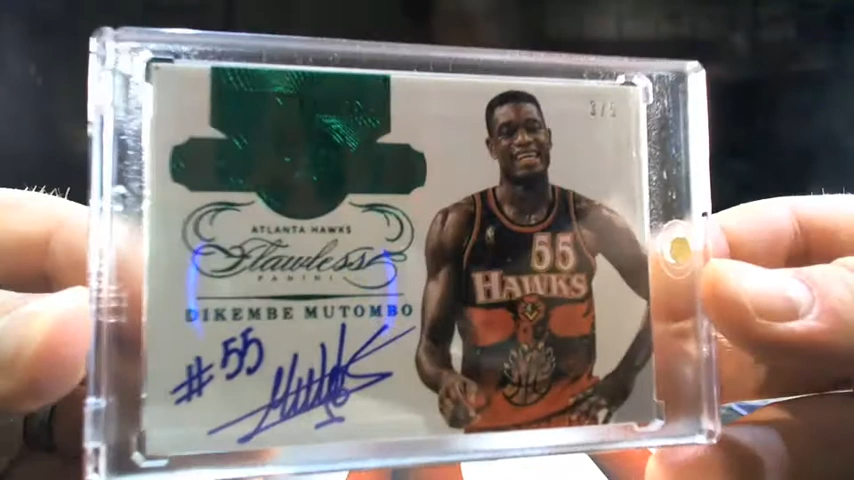 3/5
ATLANTA HAWKS
Flawless
PANINI
DIKEMBE MUTOMBO
#55
55
HAWKS